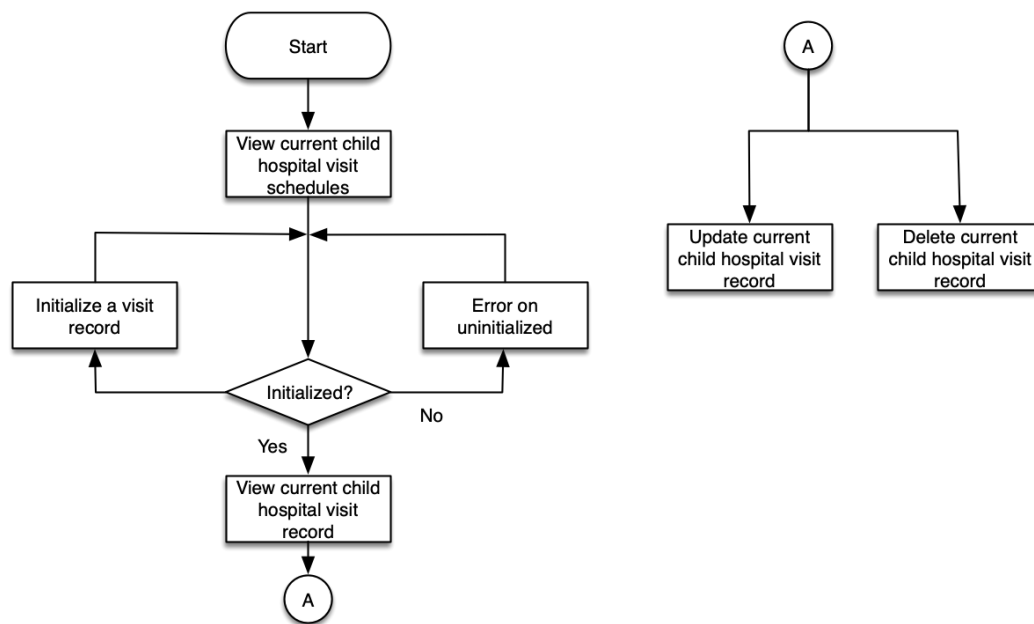 Start
View current child
hospital visit
schedules
Initialize a visit
record
Error on
uninitialized
Initialized?
No
Yes
View current child
hospital visit
record
A
A
Update current
child hospital visit
record
Delete current
child hospital visit
record